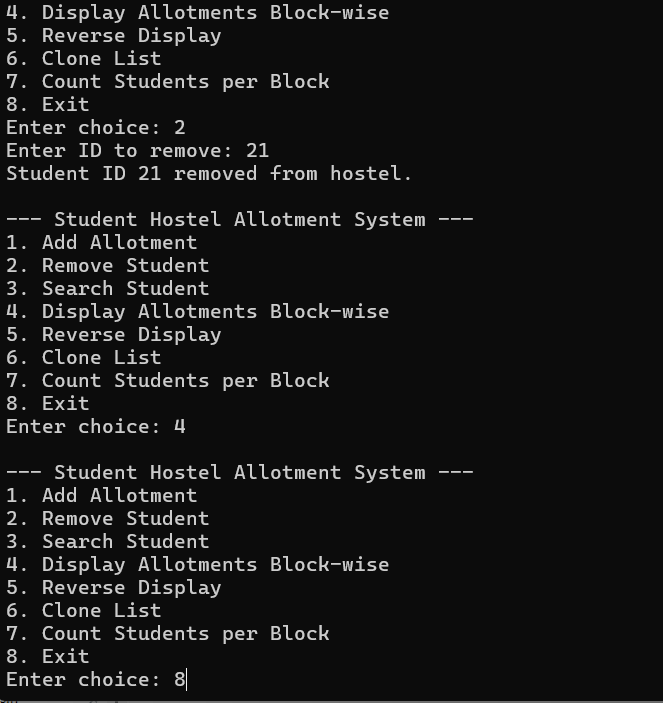 4. Display Allotments Block-wise
5. Reverse Display
6. Clone List
7. Count Students per Block
8. Exit
Enter choice: 2
Enter ID to remove: 21
Student ID 21 removed from hostel.

--- Student Hostel Allotment System ---
1. Add Allotment
2. Remove Student
3. Search Student
4. Display Allotments Block-wise
5. Reverse Display
6. Clone List
7. Count Students per Block
8. Exit
Enter choice: 4

--- Student Hostel Allotment System ---
1. Add Allotment
2. Remove Student
3. Search Student
4. Display Allotments Block-wise
5. Reverse Display
6. Clone List
7. Count Students per Block
8. Exit
Enter choice: 8